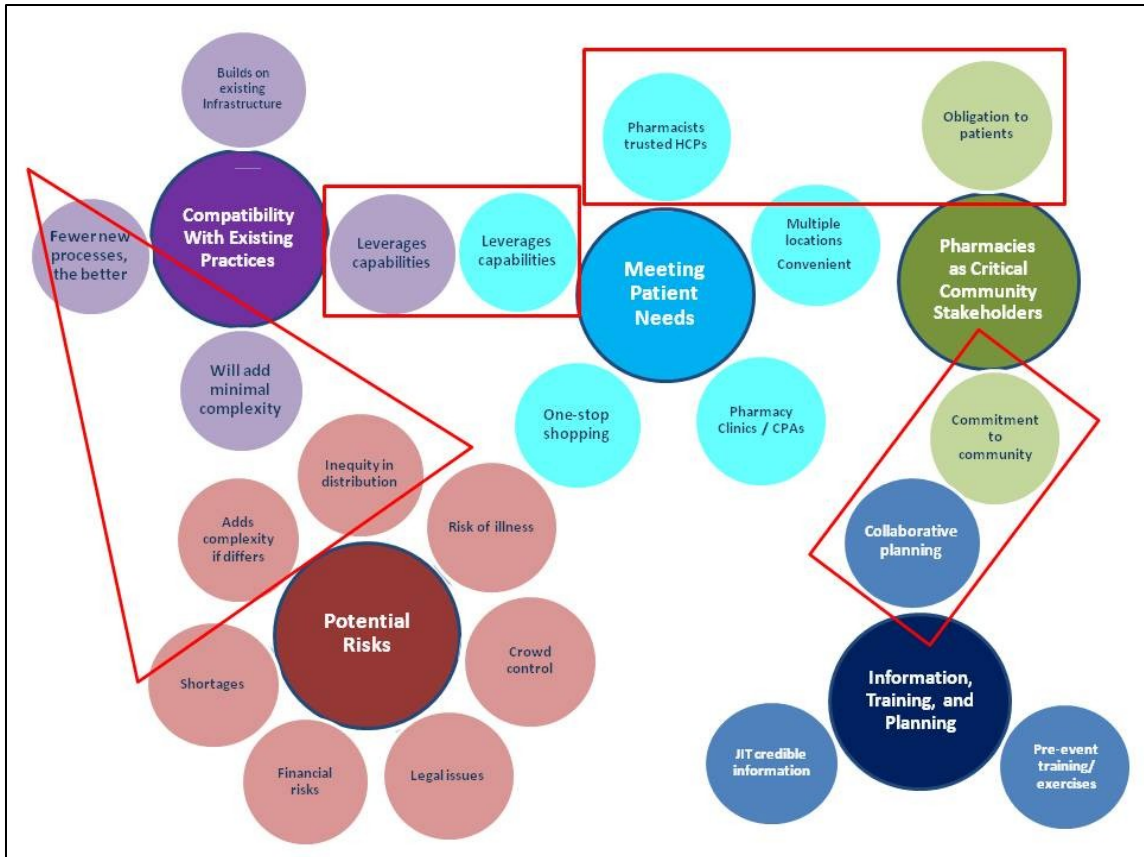 Builds on
existing
Infrastructure
Compatibility
With Existing
Practices
Fewer new
processes,
the better
Leverages
capabilities
Will add
minimal
complexity
Leverages
capabilities
Pharmacists
trusted HCPs
Meeting
Patient
Needs
Multiple
locations
Convenient
One-stop
shopping
Pharmacy
Clinics / CPAs
Obligation to
patients
Pharmacies
as Critical
Community
Stakeholders
Commitment
to
community
Collaborative
planning
Information,
Training, and
Planning
JIT credible
information
Pre-event
training/
exercises
Inequity in
distribution
Risk of illness
Adds
complexity
if differs
Potential
Risks
Crowd
control
Shortages
Financial
risks
Legal issues